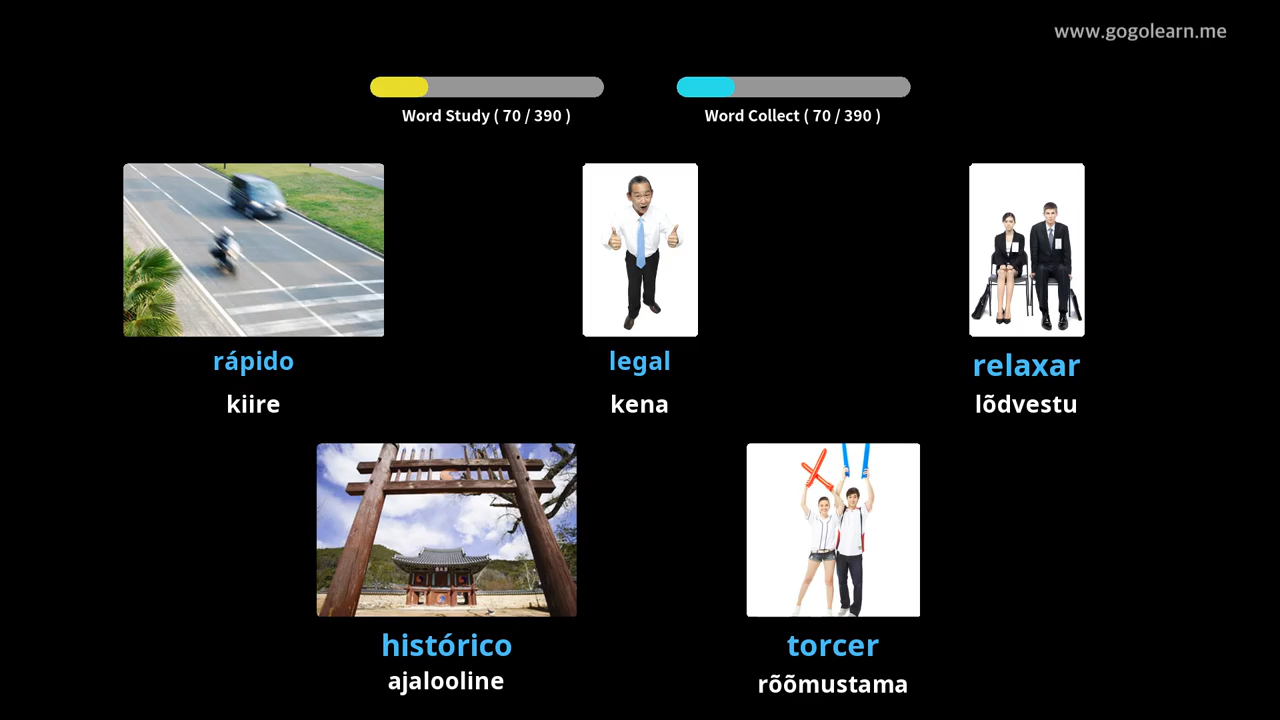 www.gogolearn.me
Word Study ( 70 / 390 )
Word Collect ( 70 / 390 )
rápido
kiire
legal
kena
relaxar
lõdvestu
histórico
ajalooline
torcer
rõõmustama